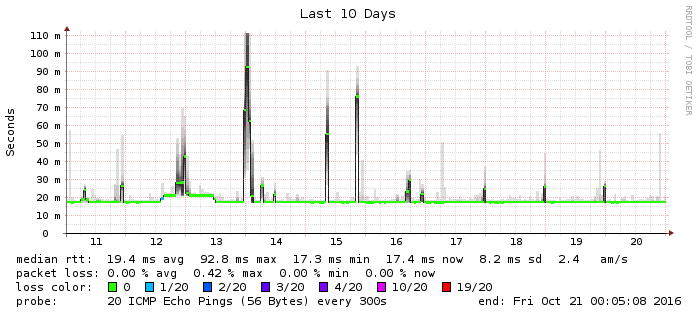 Last 10 Days
RRDTOOL / TOBI OETIKER
Seconds
110 m
100 m
90 m
80 m
70 m
60 m
50 m
40 m
30 m
20 m
10 m
0
11 12 13 14 15 16 17 18 19 20
median rtt: 19.4 ms avg 92.8 ms max 17.3 ms min 17.4 ms now 8.2 ms sd 2.4 am/s
packet loss: 0.00 % avg 0.42 % max 0.00 % min 0.00 % now
loss color: 0 1/20 2/20 3/20 4/20 10/20 19/20
probe: 20 ICMP Echo Pings (56 Bytes) every 300s end: Fri Oct 21 00:05:08 2016